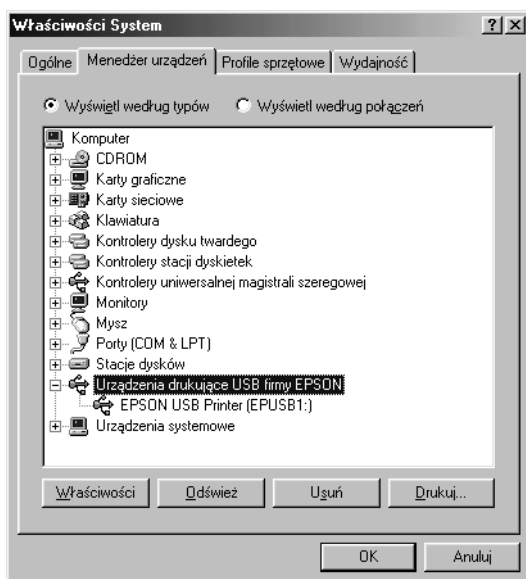 Właściwości System
Ogólne Menedżer urządzeń Profile sprzętowe Wydajność
Wyświetl według typów Wyświetl według połączeń
Komputer
CDROM
Karty graficzne
Karty sieciowe
Klawiatura
Kontrolery dysku twardego
Kontrolery stacji dyskietek
Kontrolery uniwersalnej magistrali szeregowej
Monitory
Mysz
Porty (COM & LPT)
Stacje dysków
Urządzenia drukujące USB firmy EPSON
EPSON USB Printer (EPUSB1:)
Urządzenia systemowe
Właściwości Odśwież Usuń Drukuj...
OK Anuluj